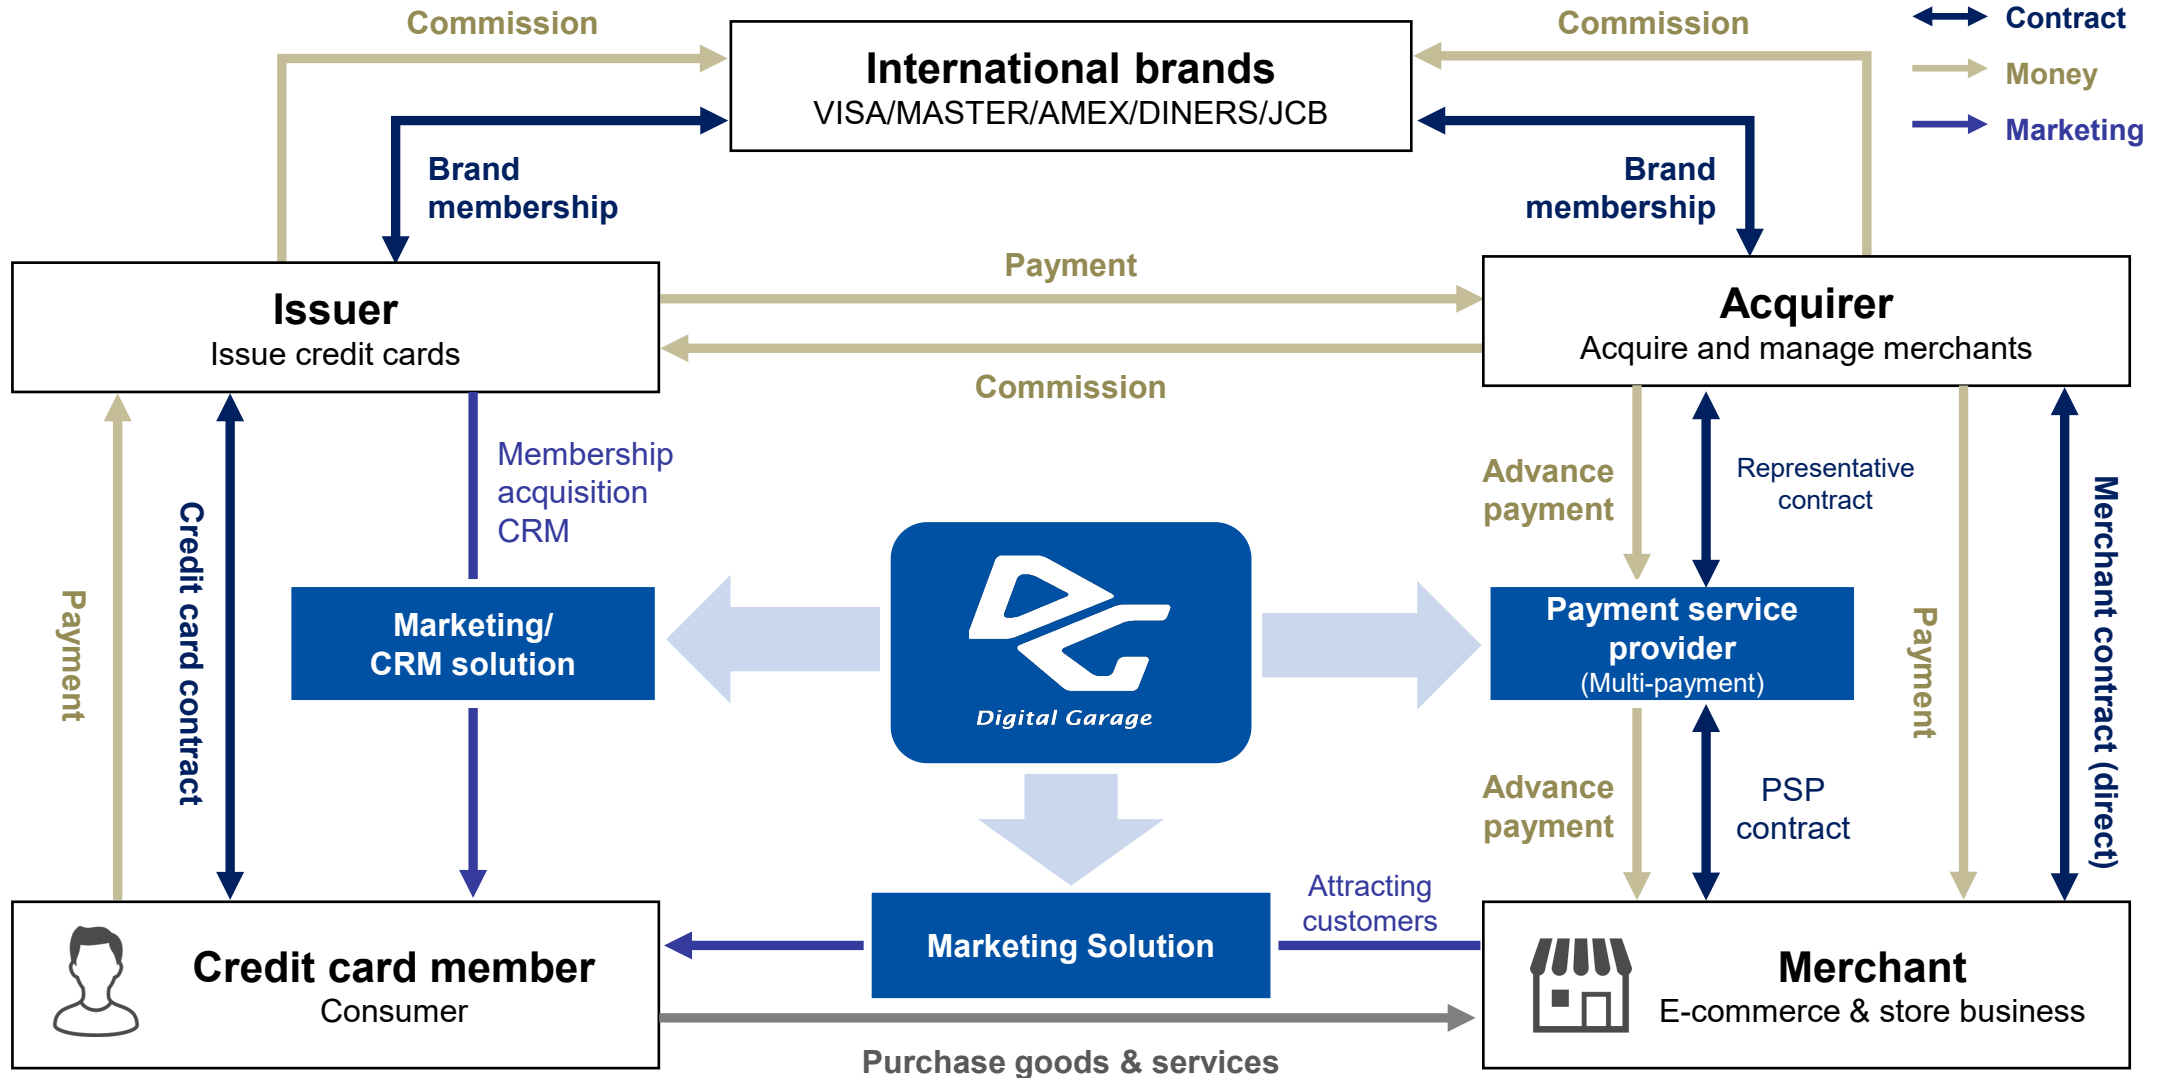 Commission
International brands
VISA/MASTER/AMEX/DINERS/JCB
Commission
Contract
Money
Marketing
Brand
membership
Brand
membership
Issuer
Issue credit cards
Payment
Commission
Acquirer
Acquire and manage merchants
Payment
Credit card contract
Membership
acquisition
CRM
Marketing/
CRM solution
DG
Digital Garage
Advance
payment
Representative
contract
Payment service
provider
(Multi-payment)
Advance
payment
PSP
contract
Payment
Merchant contract (direct)
Credit card member
Consumer
Marketing Solution
Attracting
customers
Merchant
E-commerce & store business
Purchase goods & services